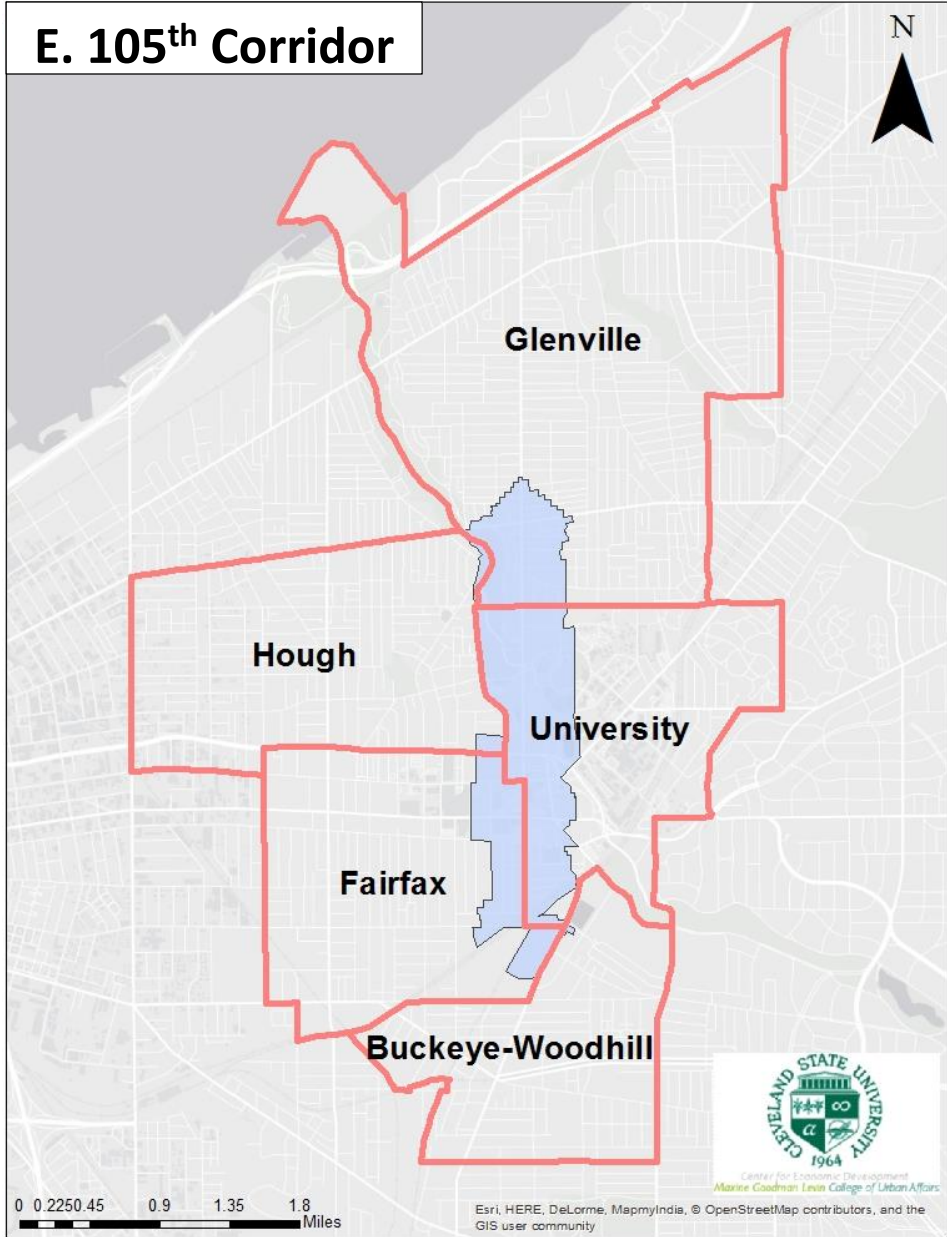 E. 105th Corridor
N
Glenville
Hough
University
Fairfax
Buckeye-Woodhill
CLEVELAND STATE UNIVERSITY
α
∞
1964
Center for Economic Development
Maxine Goodman Levin College of Urban Affairs
0 0.2250.45 0.9 1.35 1.8
Miles
Esri, HERE, DeLorme, MapmyIndia, © OpenStreetMap contributors, and the
GIS user community